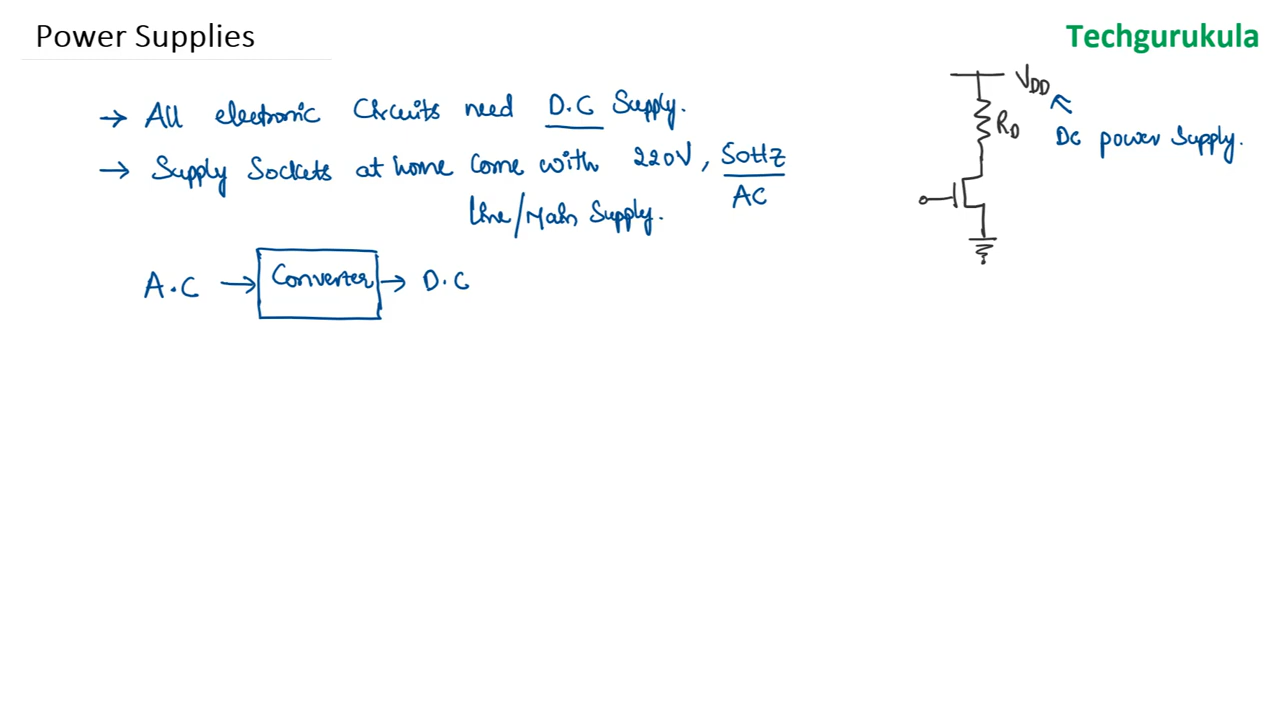 Power Supplies
Techgurukula
→ All electronic Circuits need D.C Supply.
→ Supply Sockets at home come with 220V, 50HZ
AC
Line/Main Supply.
A.C → Converter → D.C
VDD
RD
DC power Supply.